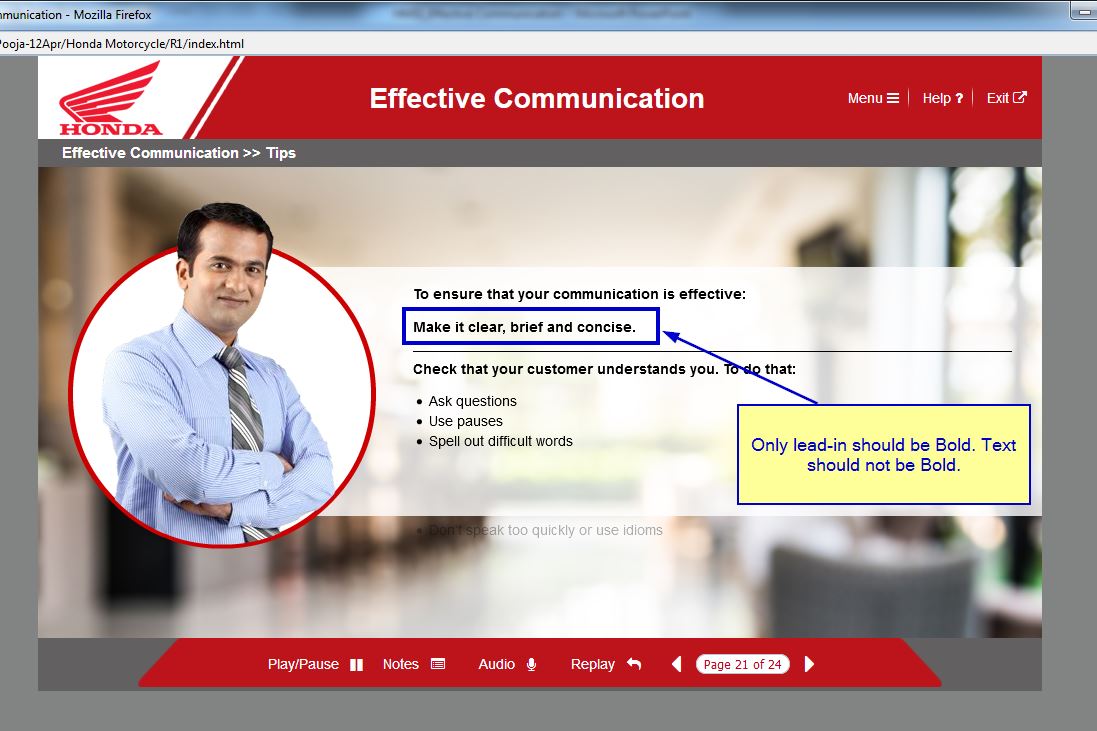 mmunication - Mozilla Firefox
Pooja-12Apr/Honda Motorcycle/R1/index.html
HONDA
Effective Communication
Menu
Help ?
Exit
Effective Communication >> Tips
To ensure that your communication is effective:
Make it clear, brief and concise.
Check that your customer understands you. To do that:
• Ask questions
• Use pauses
• Spell out difficult words
Only lead-in should be Bold. Text
should not be Bold.
• Don't speak too quickly or use idioms
Play/Pause
Notes
Audio
Replay
Page 21 of 24